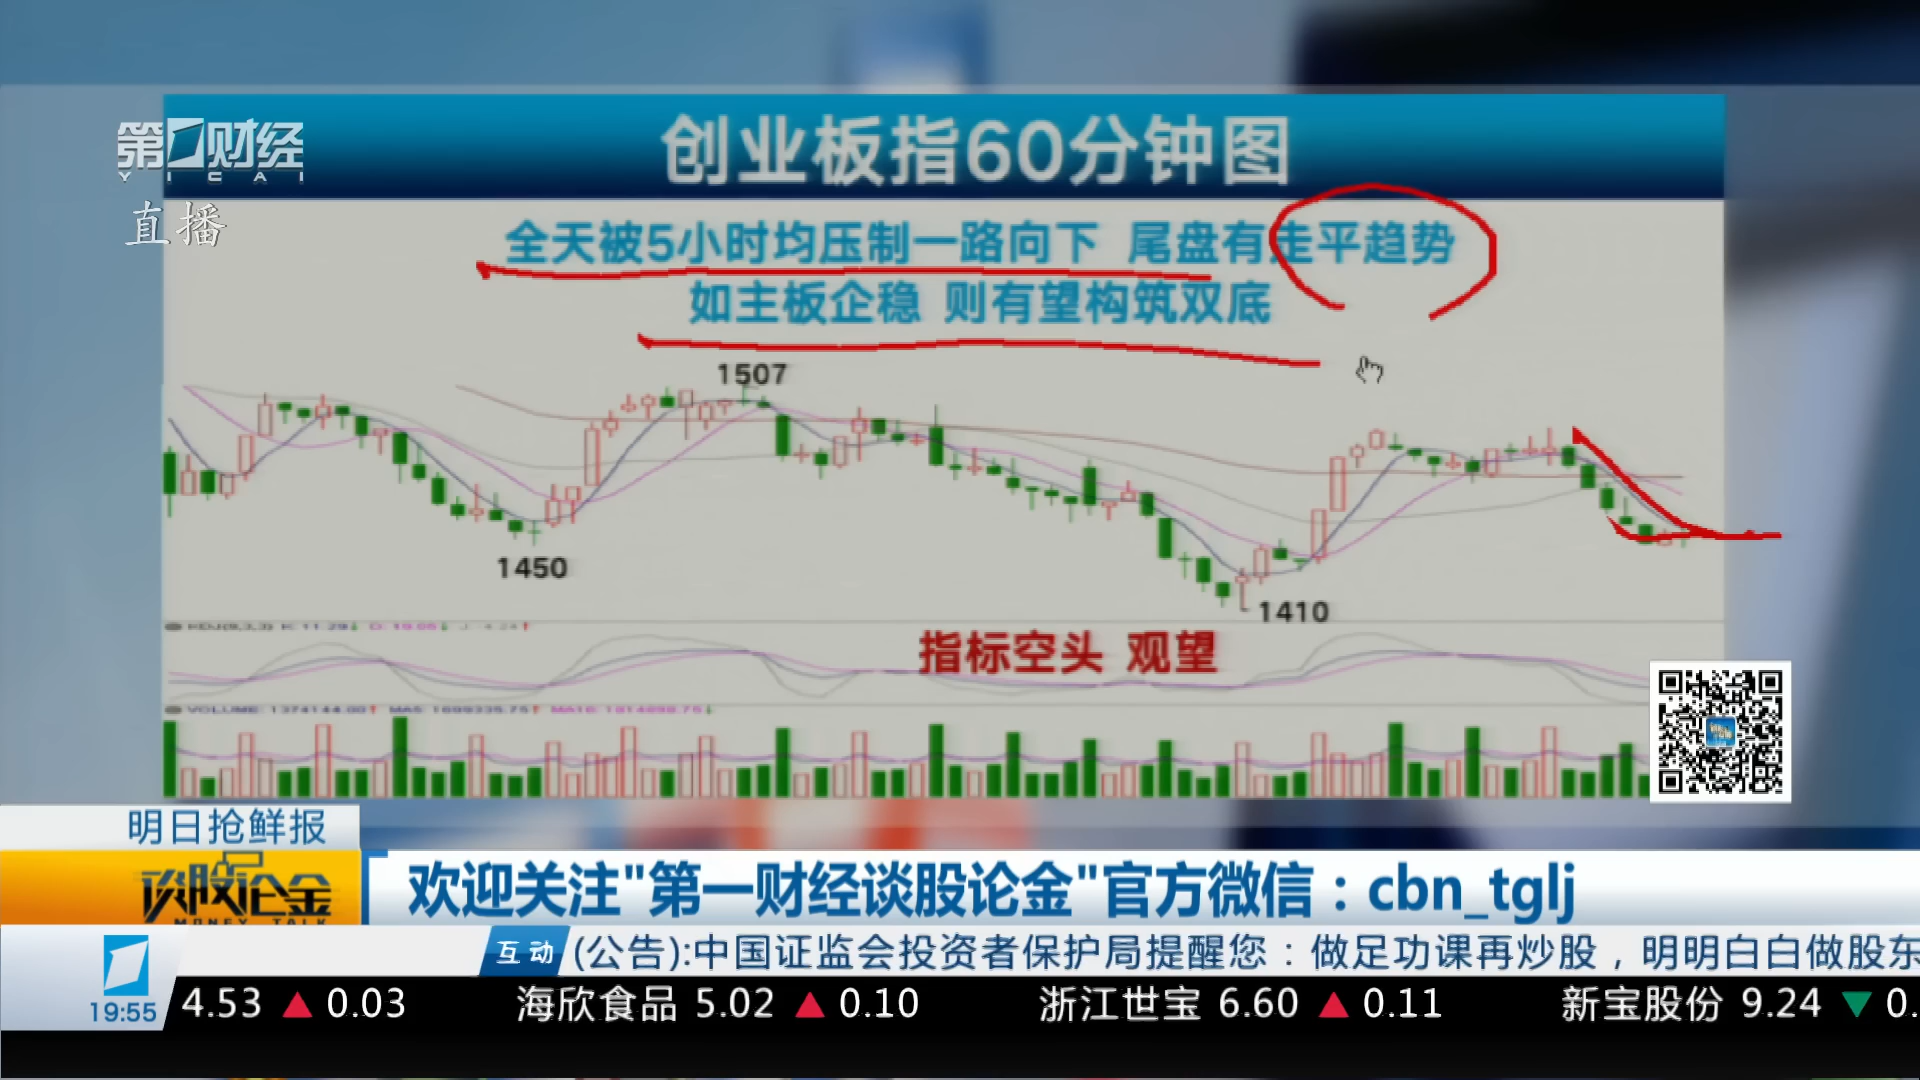 创业板指60分钟图
第一财经
YICAI
直播
全天被5小时均压制一路向下 尾盘有走平趋势
如主板企稳 则有望构筑双底
1507
1450
1410
指标空头 观望
明日抢鲜报
谈股论金
MONEY TALK
欢迎关注"第一财经谈股论金"官方微信：cbn_tglj
互动
(公告):中国证监会投资者保护局提醒您：做足功课再炒股，明明白白做股东
19:55
4.53 ▲ 0.03 海欣食品 5.02 ▲ 0.10 浙江世宝 6.60 ▲ 0.11 新宝股份 9.24 ▼ 0.